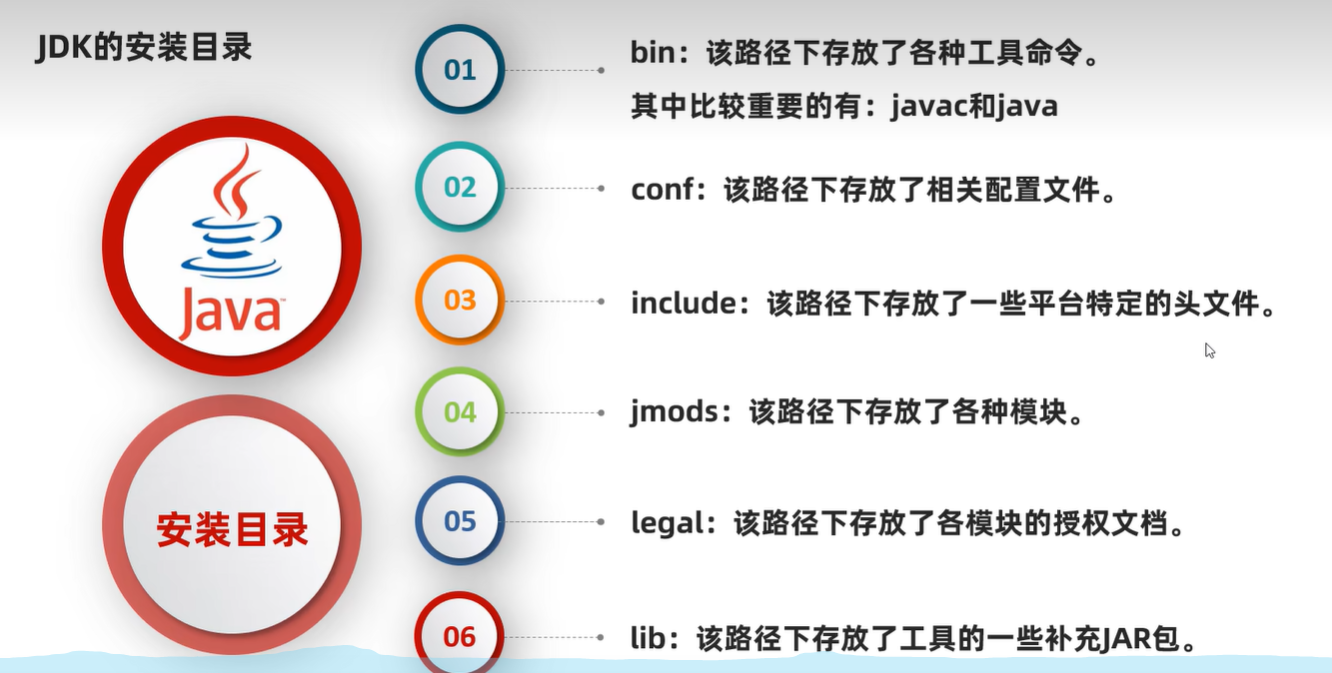 JDK的安装目录
Java™
安装目录
01
bin：该路径下存放了各种工具命令。
其中比较重要的有：javac和java
02
conf：该路径下存放了相关配置文件。
03
include：该路径下存放了一些平台特定的头文件。
04
jmods：该路径下存放了各种模块。
05
legal：该路径下存放了各模块的授权文档。
06
lib：该路径下存放了工具的一些补充JAR包。